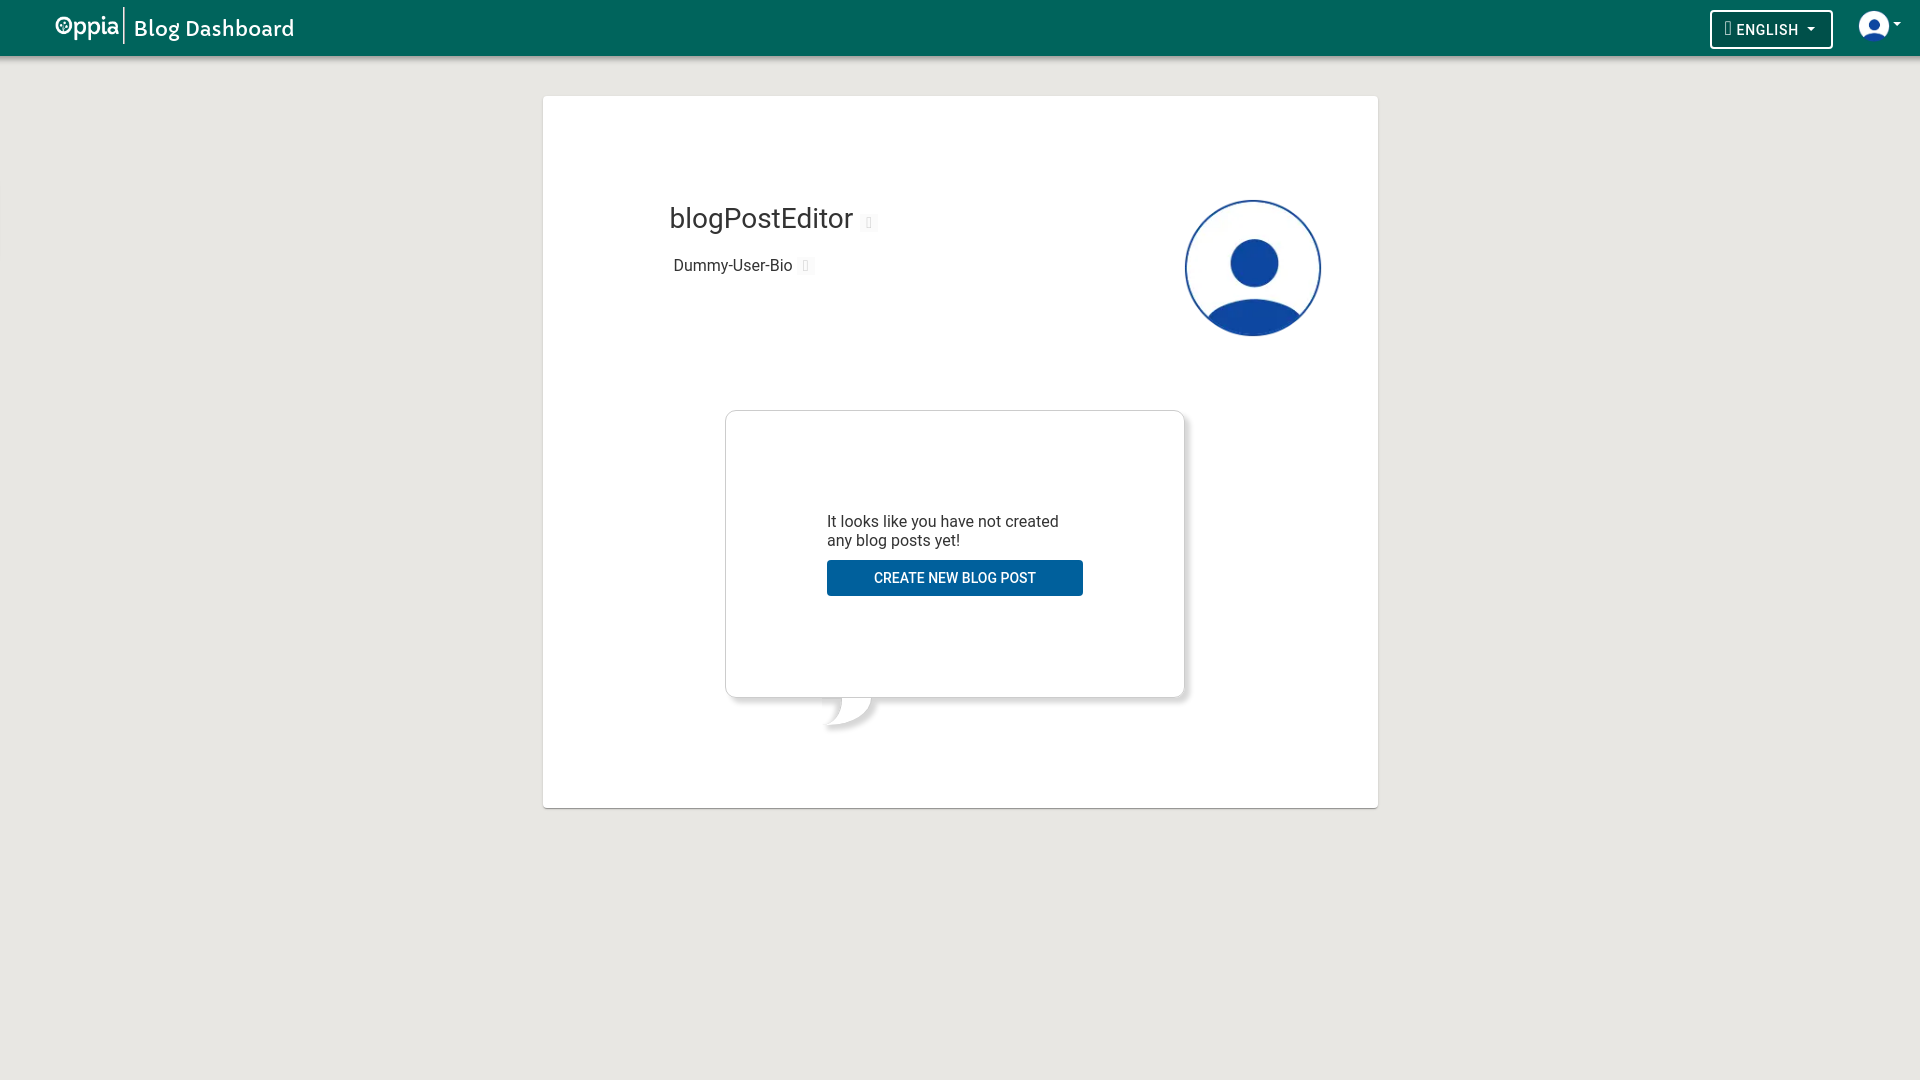 Oppia Blog Dashboard
ENGLISH
blogPostEditor
Dummy-User-Bio
It looks like you have not created
any blog posts yet!
CREATE NEW BLOG POST